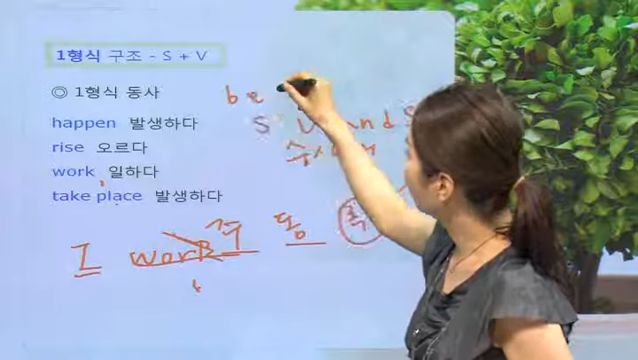 1형식 구조 - S + V
◎ 1형식 동사
happen 발생하다
rise 오르다
work 일하다
take place 발생하다
be
S V and S
I work 주 동